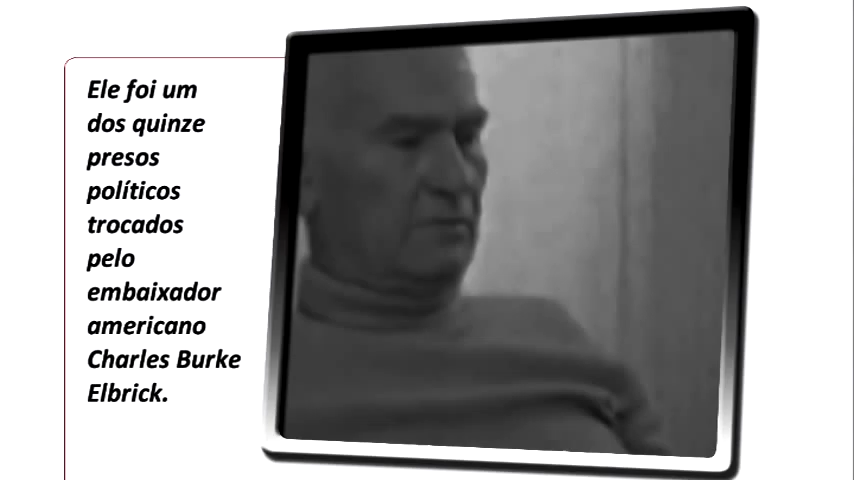 Ele foi um
dos quinze
presos
políticos
trocados
pelo
embaixador
americano
Charles Burke
Elbrick.